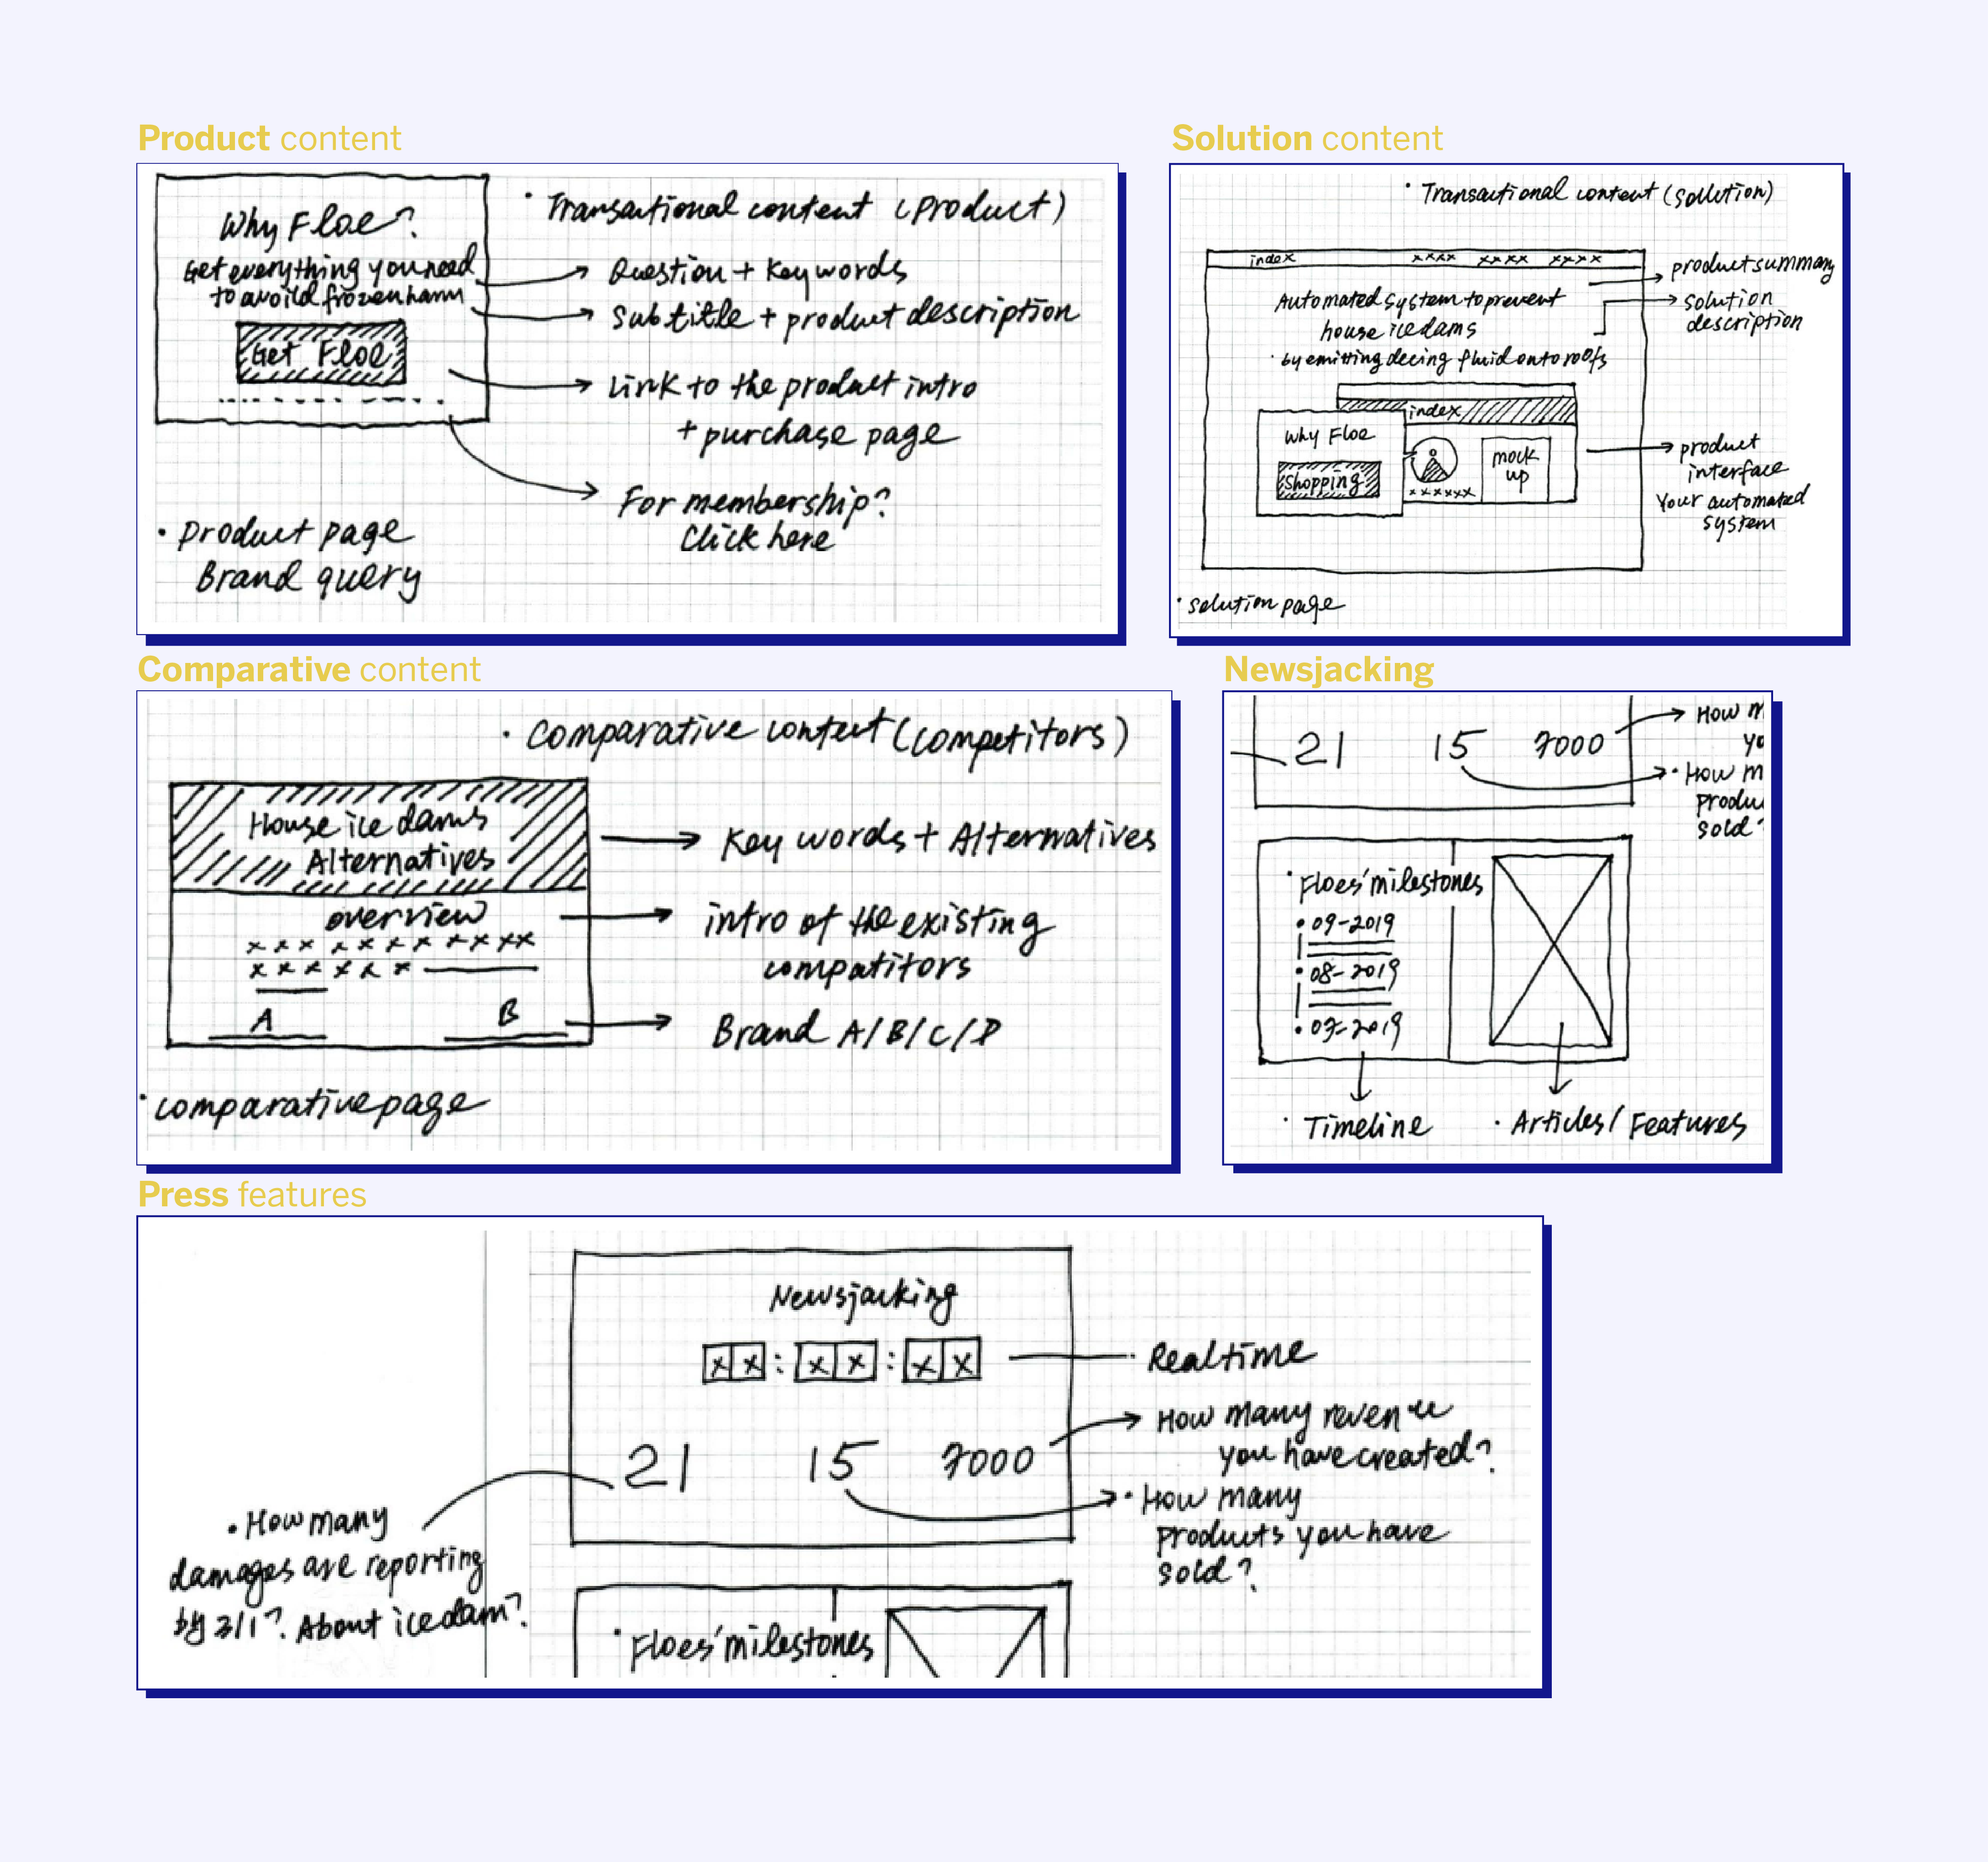 Product content
Why Floe?
Get everything you need
to avoild frozen harm
Get Floe
• Transactional content (product)
Question + Key words
Subtitle + product description
Link to the product intro
+ purchase page
For membership?
Click here
• Product page
Brand query
Solution content
• Transactional content (solution)
index xxxx xxxx xxxx
Automated system to prevent
house ice dams
• by emitting deicing fluid onto roofs
index
Why Floe
Shopping
xxxxxx
mock
up
product summary
solution
description
product
interface
Your automated
system
• solution page
Comparative content
• Comparative content (competitors)
House ice dams
Alternatives
overview
xxx xxxx xxxx
xxxxxx
A B
Key words + Alternatives
intro of the existing
compatitors
Brand A/B/C/D
• comparative page
Newsjacking
21 15 7000
How m
yo
• How m
produ
sold?
• Floes' milestones
• 09-2019
• 08-2019
• 07-2019
• Timeline
• Articles/Features
Press features
Newsjacking
xx:xx:xx
Realtime
21 15 7000
How many revenue
you have created?
• How many
products you have
sold?
• How many
damages are reporting
by 3/1? About ice dam?
• Floes' milestones